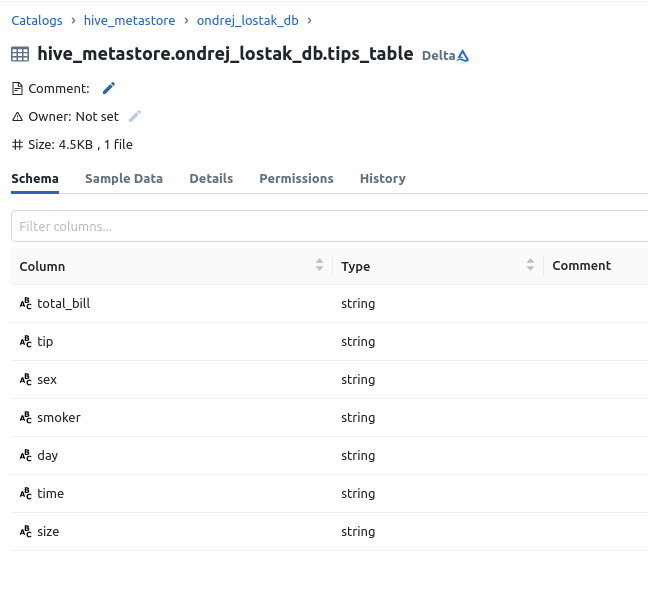 Catalogs › hive_metastore › ondrej_lostak_db ›
hive_metastore.ondrej_lostak_db.tips_table Delta
Comment:
Owner: Not set
Size: 4.5KB , 1 file
Schema Sample Data Details Permissions History
Filter columns...
Column Type Comment
total_bill string
tip string
sex string
smoker string
day string
time string
size string